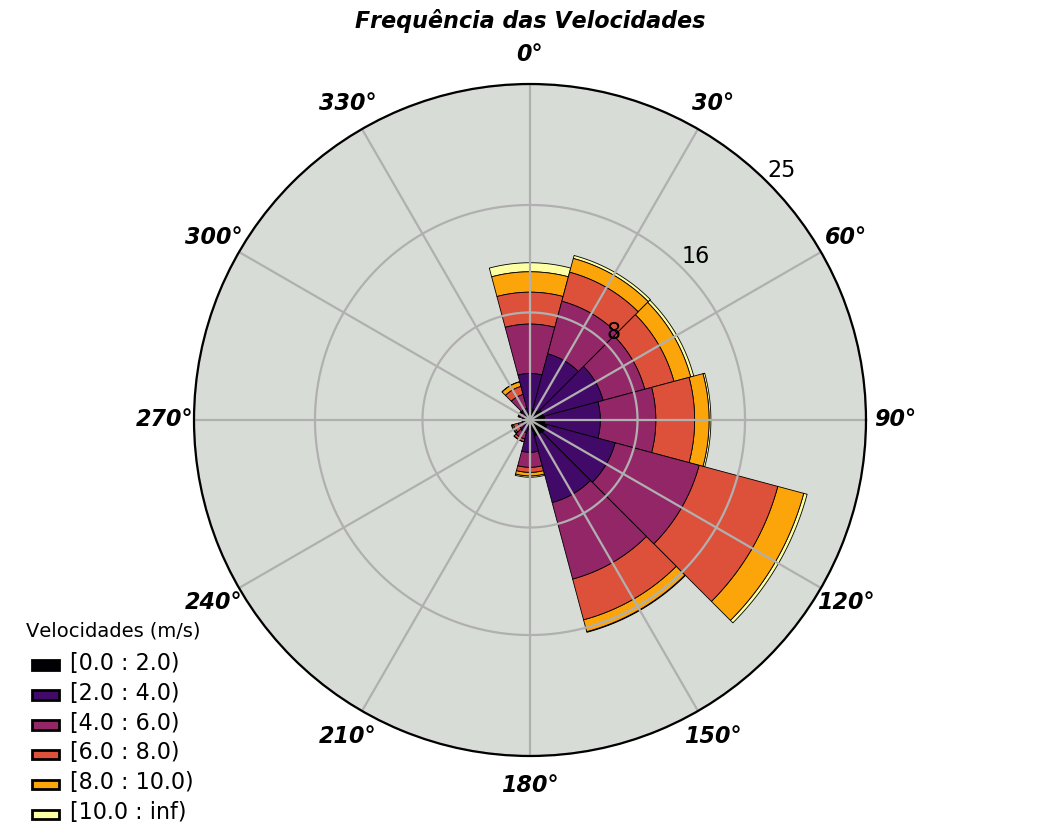 Frequência das Velocidades
0°
330°
30°
25
300°
60°
16
8
270°
90°
240°
120°
210°
150°
180°
Velocidades (m/s)
[0.0 : 2.0)
[2.0 : 4.0)
[4.0 : 6.0)
[6.0 : 8.0)
[8.0 : 10.0)
[10.0 : inf)